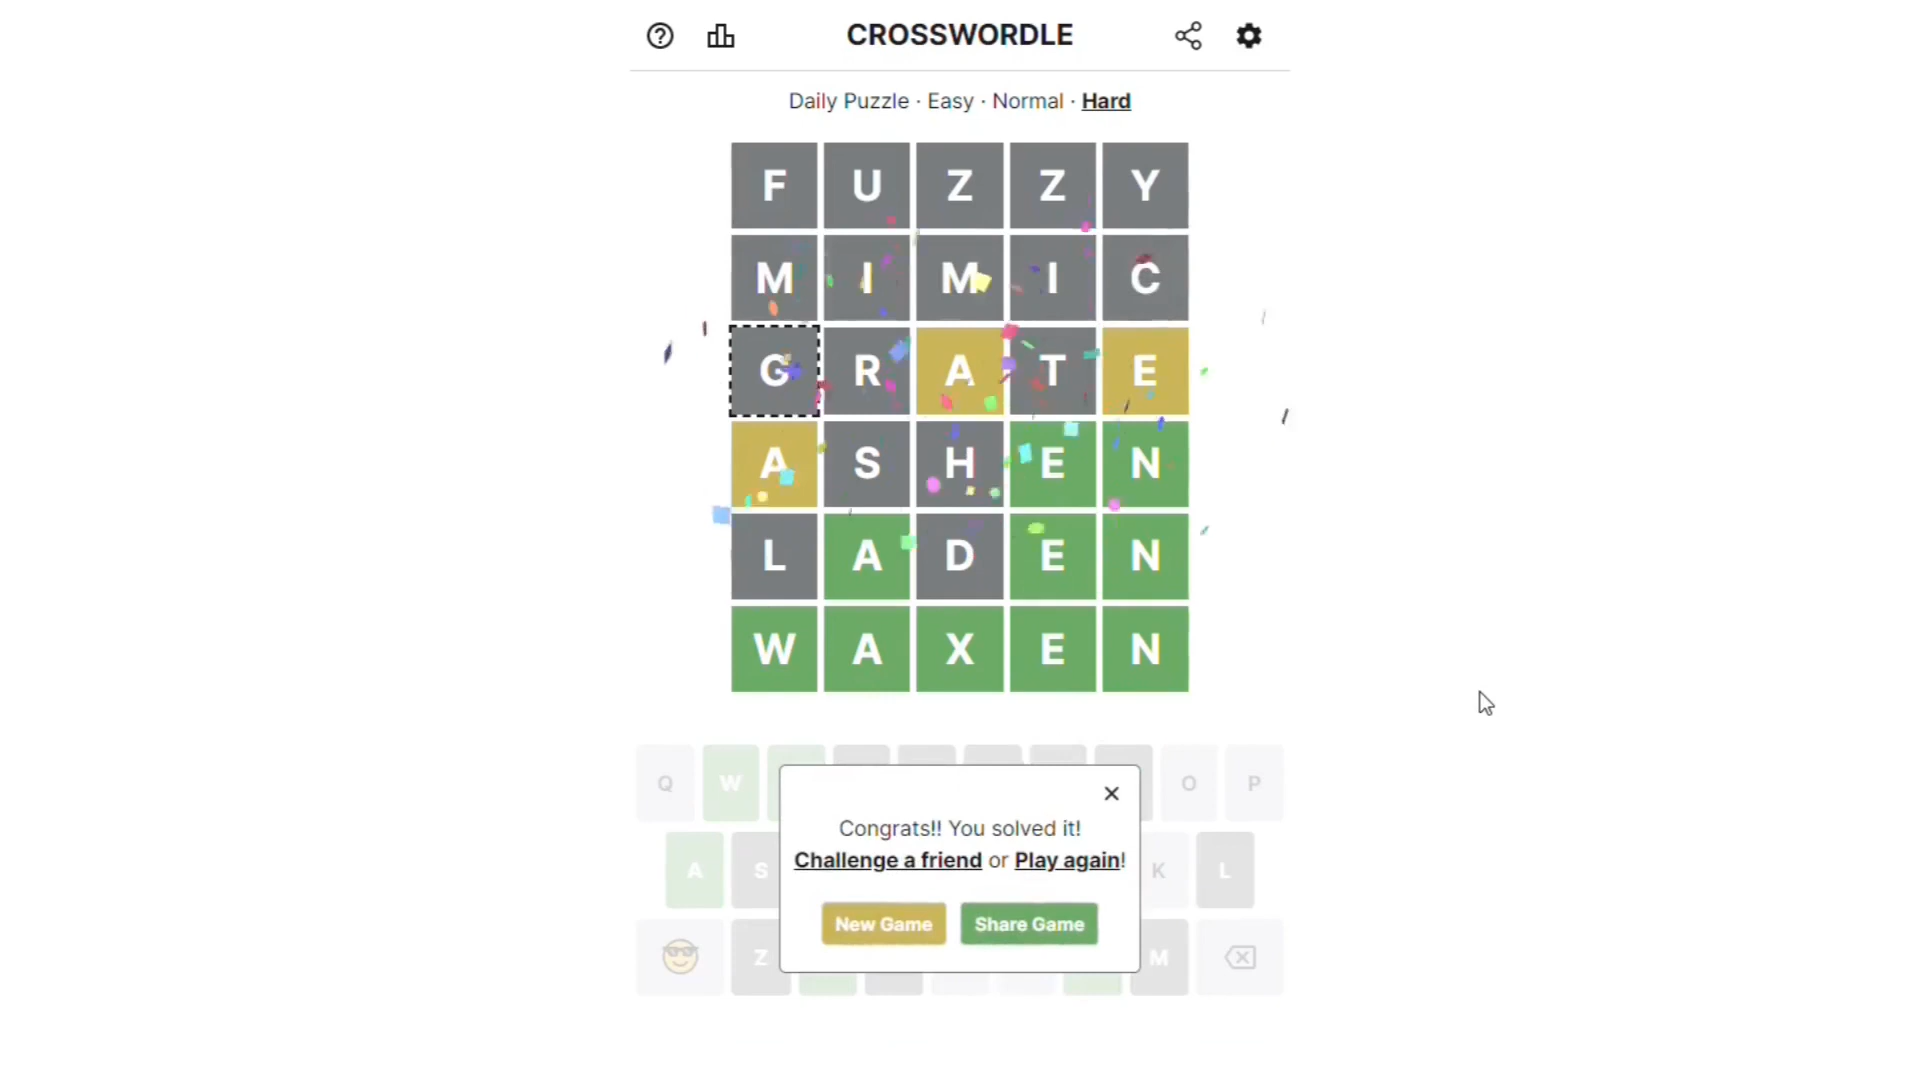 CROSSWORDLE
Daily Puzzle · Easy · Normal · Hard
F U Z Z Y
M I M I C
G R A T E
A S H E N
L A D E N
W A X E N
Q W O P
A S K L
Z M
Congrats!! You solved it!
Challenge a friend or Play again!
New Game Share Game